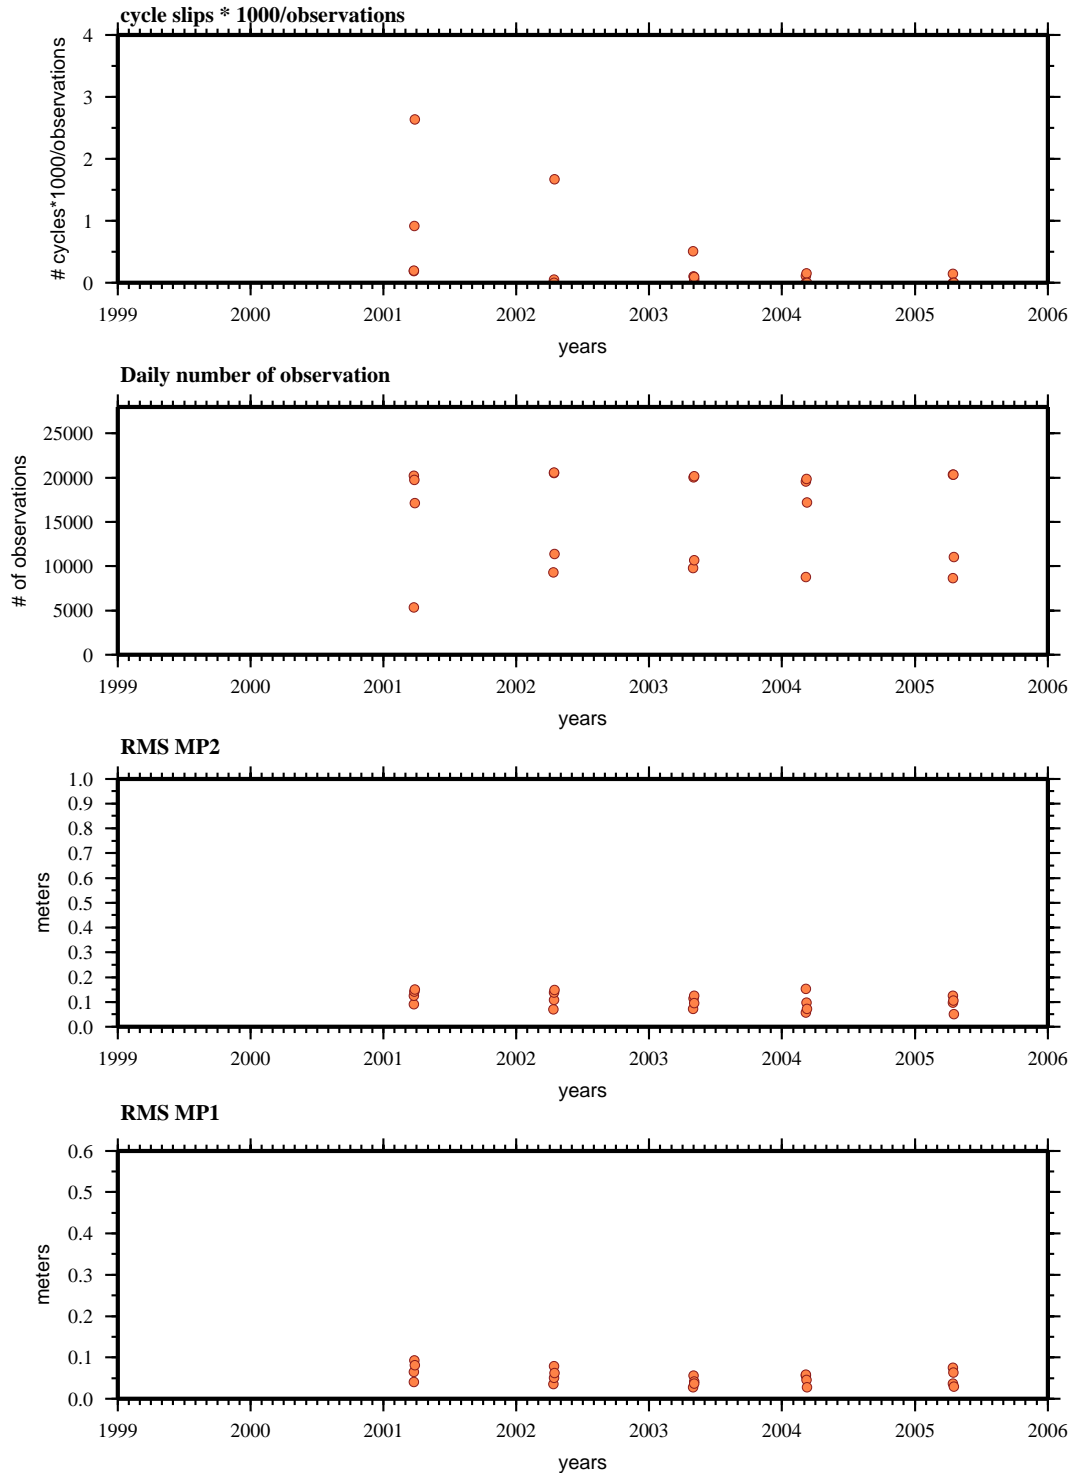 cycle slips * 1000/observations
# cycles*1000/observations
4
3
2
1
0
1999 2000 2001 2002 2003 2004 2005 2006
years
Daily number of observation
# of observations
25000
20000
15000
10000
5000
0
1999 2000 2001 2002 2003 2004 2005 2006
years
RMS MP2
meters
1.0
0.9
0.8
0.7
0.6
0.5
0.4
0.3
0.2
0.1
0.0
1999 2000 2001 2002 2003 2004 2005 2006
years
RMS MP1
meters
0.6
0.5
0.4
0.3
0.2
0.1
0.0
1999 2000 2001 2002 2003 2004 2005 2006
years